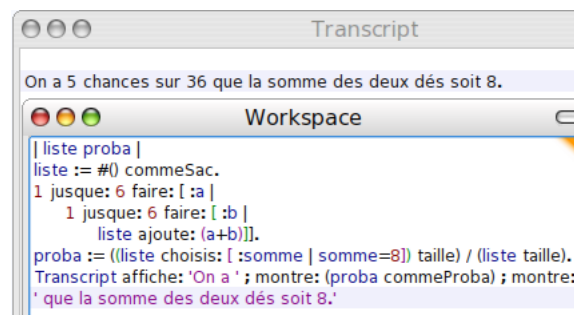 Transcript
On a 5 chances sur 36 que la somme des deux dés soit 8.
Workspace
| liste proba |
liste := #() commeSac.
1 jusque: 6 faire: [ :a |
1 jusque: 6 faire: [ :b |
liste ajoute: (a+b)]].
proba := ((liste choisis: [ :somme | somme=8]) taille) / (liste taille).
Transcript affiche: 'On a ' ; montre: (proba commeProba) ; montre:
' que la somme des deux dés soit 8.'